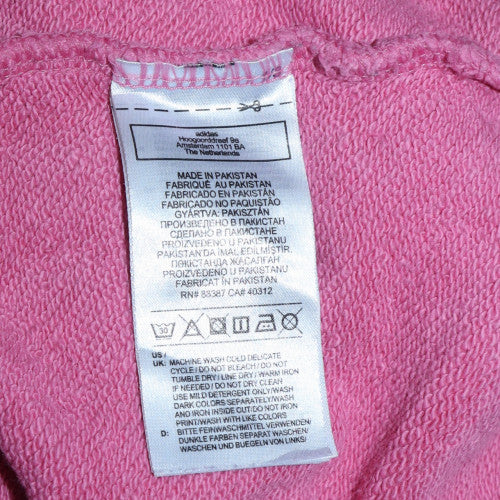 adidas
Hoogoorddreef 9a
Amsterdam 1101 BA
The Netherlands
MADE IN PAKISTAN
FABRIQUÉ AU PAKISTAN
FABRICADO EN PAKISTÁN
FABRICADO NO PAQUISTÃO
GYÁRTVA: PAKISZTÁN
ПРОИЗВЕДЕНО В ПАКИСТАН
СДЕЛАНО В ПАКИСТАНЕ
PROIZVEDENO U PAKISTANU
PAKISTAN'DA IMAL EDİLMİŞTİR
ПАКИСТАНДА ЖАСАЛҒАН
PROIZVEDENO U PAKISTANU
FABRICAT IN PAKISTAN
RN# 88387 CA# 40312
30
US /
UK: MACHINE WASH COLD DELICATE
CYCLE / DO NOT BLEACH / DO NOT
TUMBLE DRY / LINE DRY / WARM IRON
IF NEEDED / DO NOT DRY CLEAN
USE MILD DETERGENT ONLY/WASH
DARK COLORS SEPARATELY/WASH
AND IRON INSIDE OUT/DO NOT IRON
PRINT/WASH WITH LIKE COLORS
D: BITTE FEINWASCHMITTEL VERWENDEN/
DUNKLE FARBEN SEPARAT WASCHEN/
WASCHEN UND BUEGELN VON LINKS/